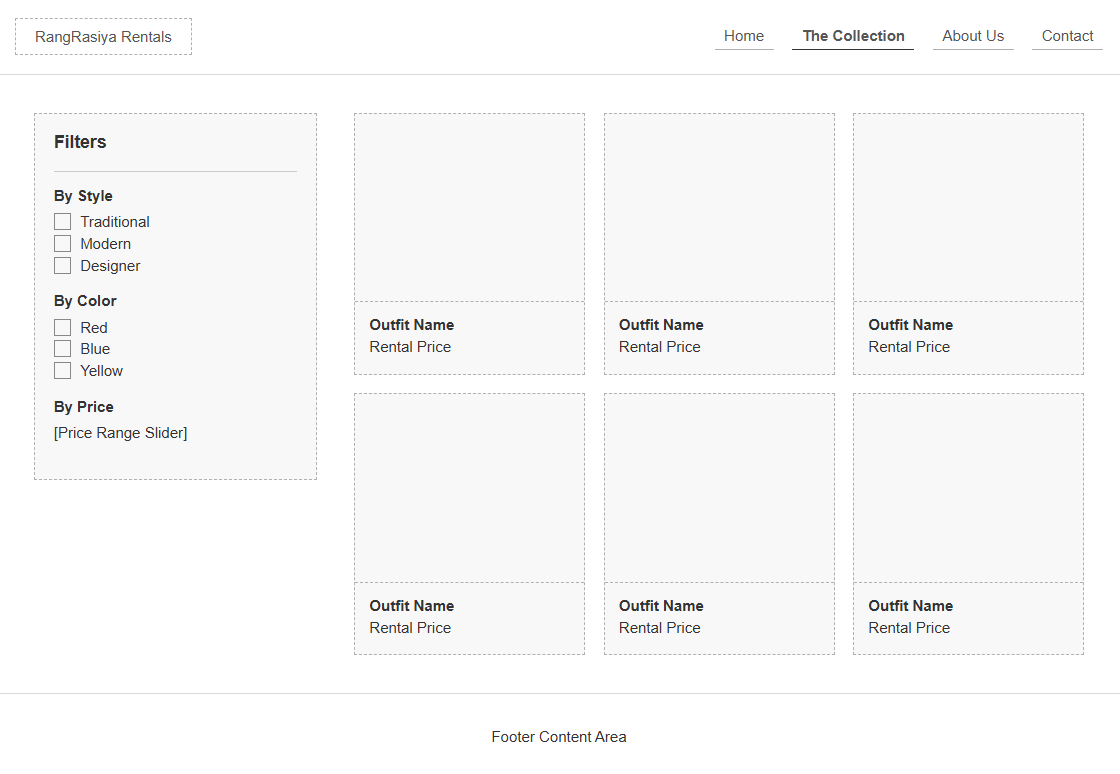 RangRasiya Rentals
Home
The Collection
About Us
Contact
Filters
By Style
Traditional
Modern
Designer
By Color
Red
Blue
Yellow
By Price
[Price Range Slider]
Outfit Name
Rental Price
Outfit Name
Rental Price
Outfit Name
Rental Price
Outfit Name
Rental Price
Outfit Name
Rental Price
Outfit Name
Rental Price
Footer Content Area